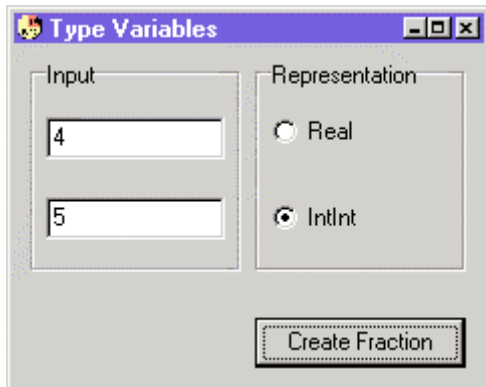 Type Variables
Input
4
5
Representation
Real
IntInt
Create Fraction